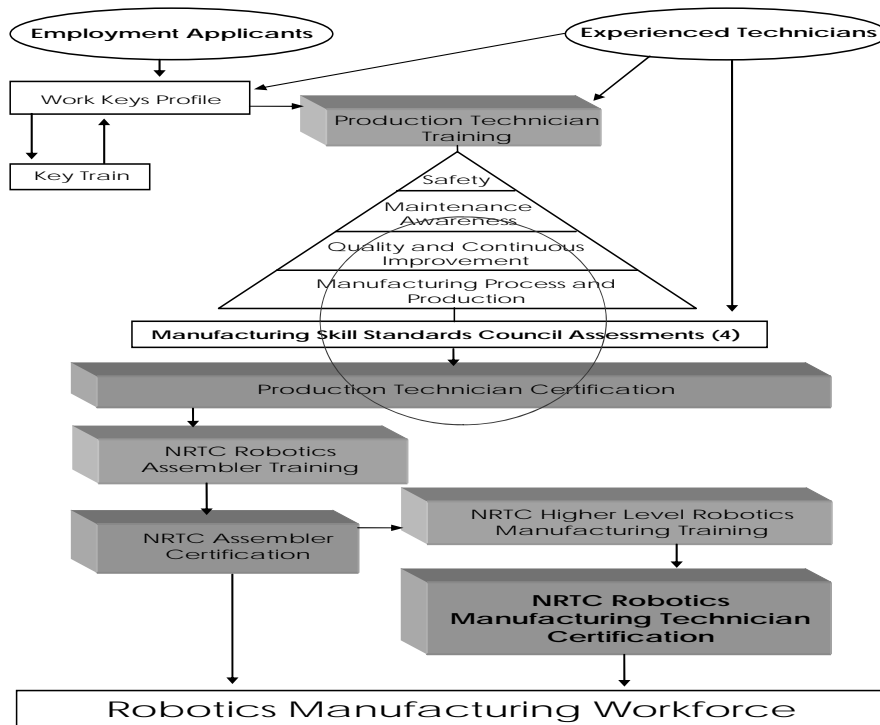 Employment Applicants
Experienced Technicians
Work Keys Profile
Production Technician
Training
Key Train
Safety
Maintenance
Awareness
Quality and Continuous
Improvement
Manufacturing Process and
Production
Manufacturing Skill Standards Council Assessments (4)
Production Technician Certification
NRTC Robotics
Assembler Training
NRTC Higher Level Robotics
Manufacturing Training
NRTC Assembler
Certification
NRTC Robotics
Manufacturing Technician
Certification
Robotics Manufacturing Workforce